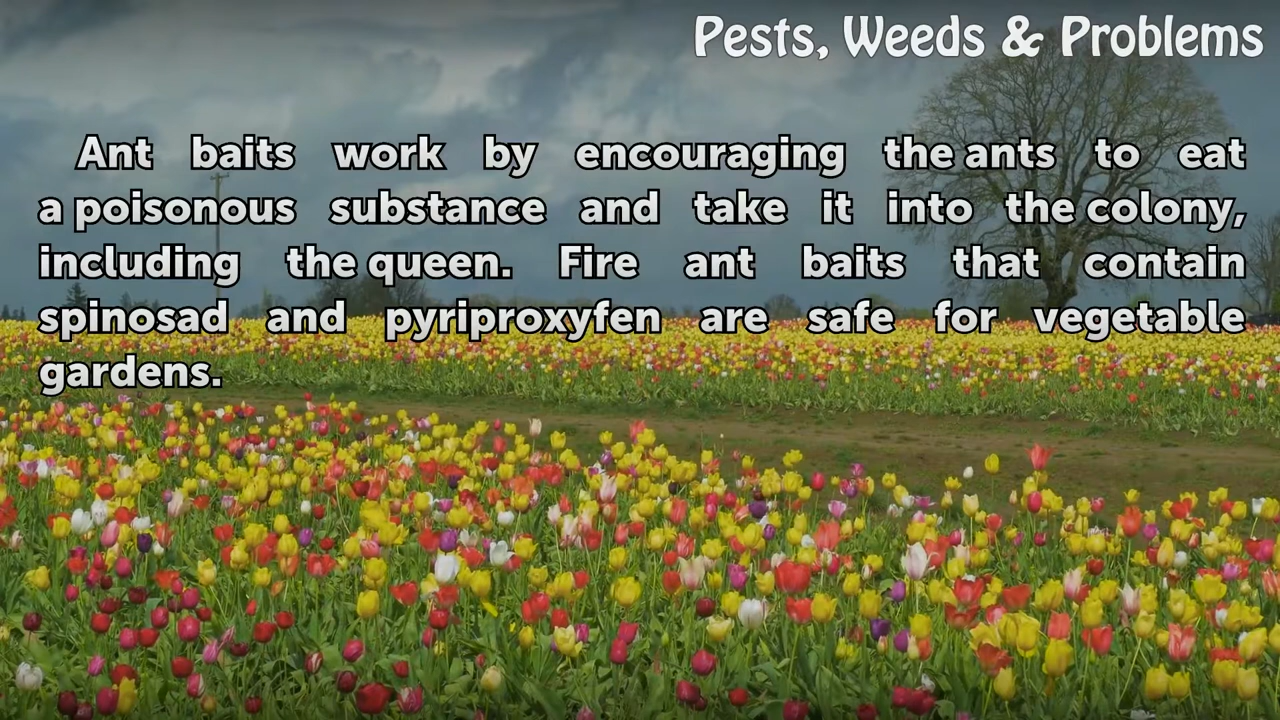 Pests, Weeds & Problems
Ant baits work by encouraging the ants to eat
a poisonous substance and take it into the colony,
including the queen. Fire ant baits that contain
spinosad and pyriproxyfen are safe for vegetable
gardens.